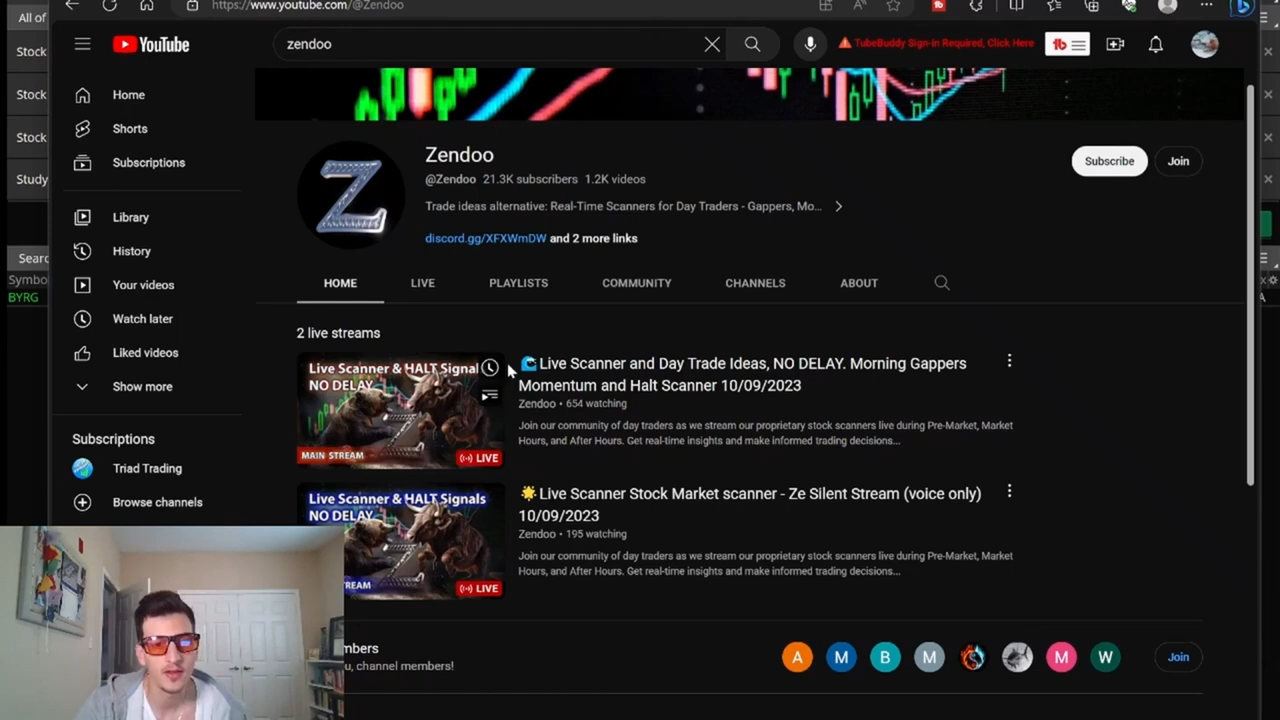 All of
Stock
Stock
Stock
Study
Searc
Symbo
BYRG
https://www.youtube.com/@Zendoo
YouTube
zendoo
TubeBuddy Sign-in Required, Click Here
tb
Home
Shorts
Subscriptions
Library
History
Your videos
Watch later
Liked videos
Show more
Subscriptions
Triad Trading
Browse channels
Z
Zendoo
@Zendoo 21.3K subscribers 1.2K videos
Trade ideas alternative: Real-Time Scanners for Day Traders - Gappers, Mo...
discord.gg/XFXWmDW and 2 more links
Subscribe
Join
HOME
LIVE
PLAYLISTS
COMMUNITY
CHANNELS
ABOUT
2 live streams
Live Scanner & HALT Signal
NO DELAY
MAIN STREAM
LIVE
Live Scanner and Day Trade Ideas, NO DELAY. Morning Gappers
Momentum and Halt Scanner 10/09/2023
Zendoo • 654 watching
Join our community of day traders as we stream our proprietary stock scanners live during Pre-Market, Market
Hours, and After Hours. Get real-time insights and make informed trading decisions...
Live Scanner & HALT Signals
NO DELAY
REAM
LIVE
Live Scanner Stock Market scanner - Ze Silent Stream (voice only)
10/09/2023
Zendoo • 195 watching
Join our community of day traders as we stream our proprietary stock scanners live during Pre-Market, Market
Hours, and After Hours. Get real-time insights and make informed trading decisions...
mbers
u, channel members!
A
M
B
M
M
W
Join